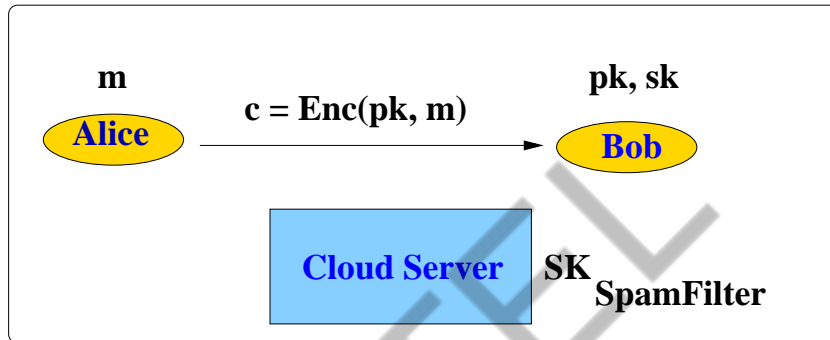 m
pk, sk
c = Enc(pk, m)
Alice
Bob
Cloud Server
SK SpamFilter